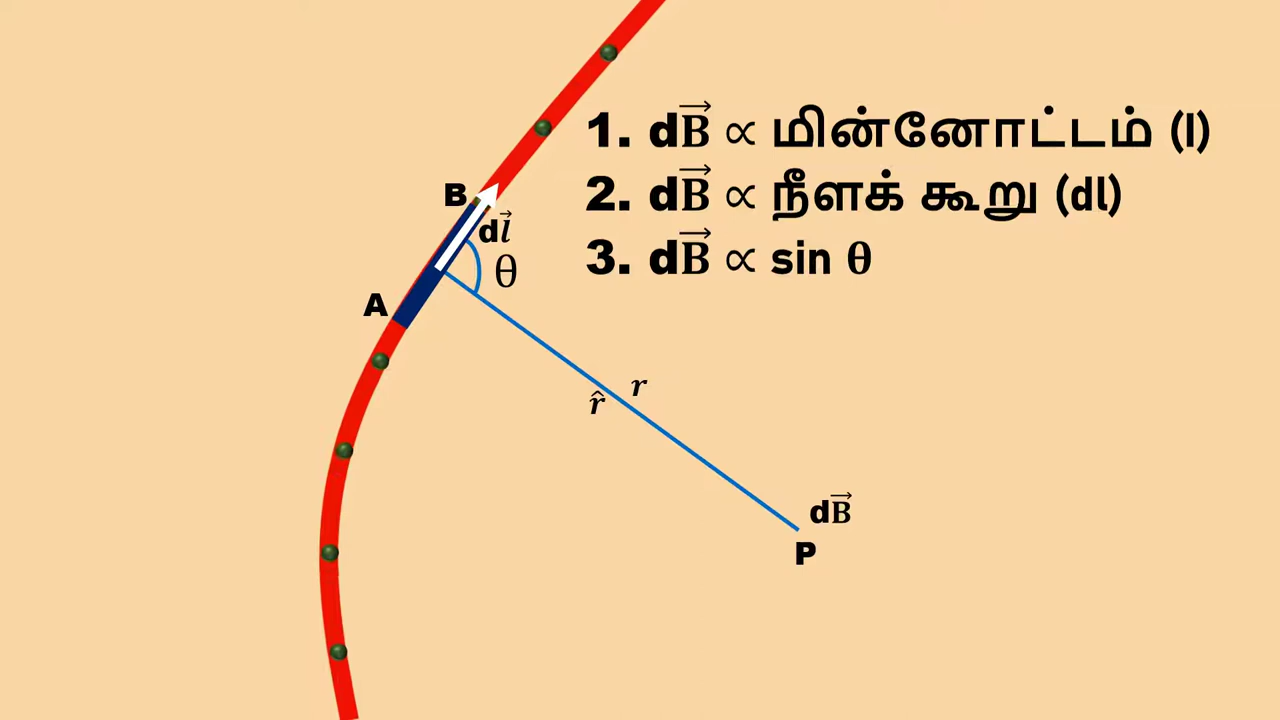 1. dB⃗ ∝ மின்னோட்டம் (I)
2. dB⃗ ∝ நீளக் கூறு (dl)
3. dB⃗ ∝ sin θ
B
dl⃗
θ
A
r
r̂
dB⃗
P